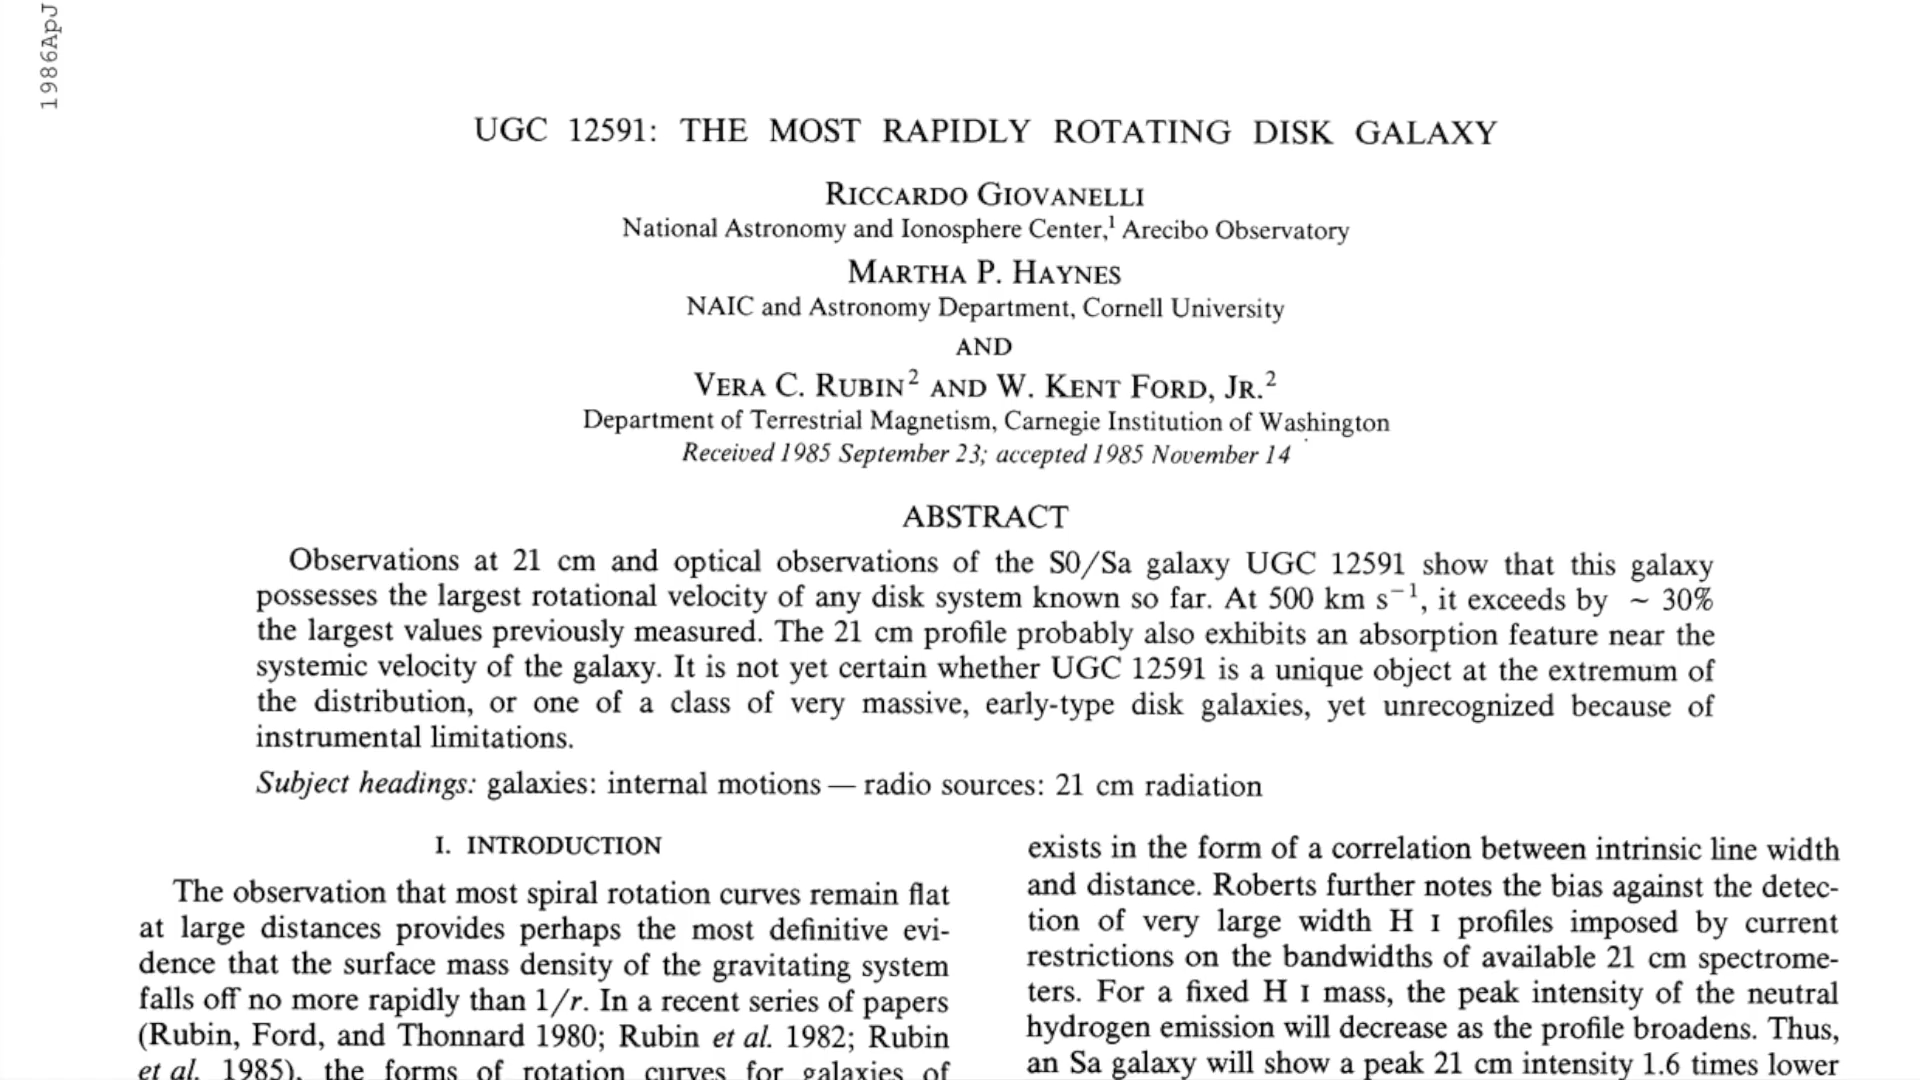 1986ApJ
UGC 12591: THE MOST RAPIDLY ROTATING DISK GALAXY
RICCARDO GIOVANELLI
National Astronomy and Ionosphere Center,¹ Arecibo Observatory
MARTHA P. HAYNES
NAIC and Astronomy Department, Cornell University
AND
VERA C. RUBIN² AND W. KENT FORD, JR.²
Department of Terrestrial Magnetism, Carnegie Institution of Washington
Received 1985 September 23; accepted 1985 November 14
ABSTRACT
Observations at 21 cm and optical observations of the S0/Sa galaxy UGC 12591 show that this galaxy
possesses the largest rotational velocity of any disk system known so far. At 500 km s⁻¹, it exceeds by ~ 30%
the largest values previously measured. The 21 cm profile probably also exhibits an absorption feature near the
systemic velocity of the galaxy. It is not yet certain whether UGC 12591 is a unique object at the extremum of
the distribution, or one of a class of very massive, early-type disk galaxies, yet unrecognized because of
instrumental limitations.
Subject headings: galaxies: internal motions — radio sources: 21 cm radiation
I. INTRODUCTION
The observation that most spiral rotation curves remain flat
at large distances provides perhaps the most definitive evi-
dence that the surface mass density of the gravitating system
falls off no more rapidly than 1/r. In a recent series of papers
(Rubin, Ford, and Thonnard 1980; Rubin et al. 1982; Rubin
et al. 1985), the forms of rotation curves for galaxies of
exists in the form of a correlation between intrinsic line width
and distance. Roberts further notes the bias against the detec-
tion of very large width H I profiles imposed by current
restrictions on the bandwidths of available 21 cm spectrome-
ters. For a fixed H I mass, the peak intensity of the neutral
hydrogen emission will decrease as the profile broadens. Thus,
an Sa galaxy will show a peak 21 cm intensity 1.6 times lower